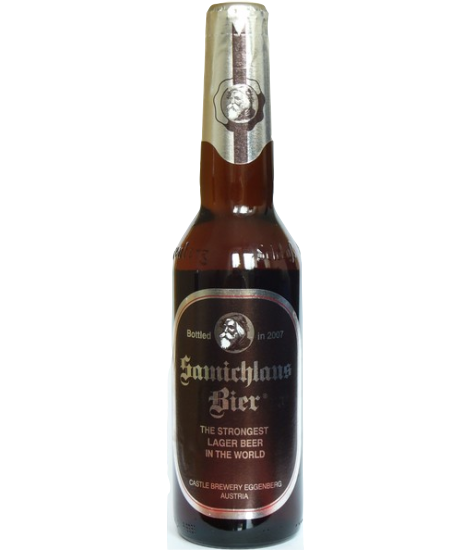 Bottled in 2007
Samichlaus
Bier
THE STRONGEST
LAGER BEER
IN THE WORLD
CASTLE BREWERY EGGENBERG
AUSTRIA